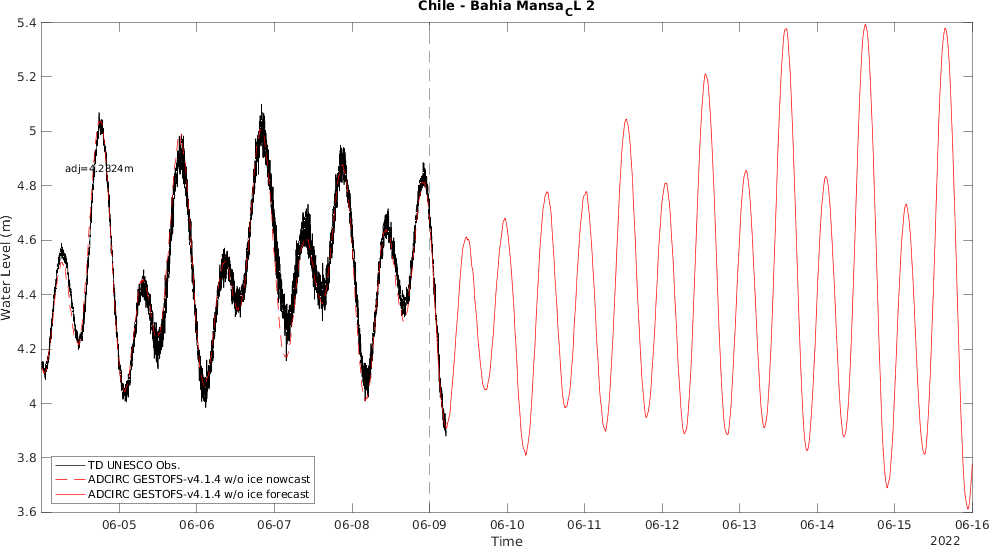 Chile - Bahia Mansa_CL 2
5.4
5.2
5
4.8
4.6
4.4
4.2
4
3.8
3.6
Water Level (m)
adj=4.2824m
TD UNESCO Obs.
ADCIRC GESTOFS-v4.1.4 w/o ice nowcast
ADCIRC GESTOFS-v4.1.4 w/o ice forecast
06-05 06-06 06-07 06-08 06-09 06-10 06-11 06-12 06-13 06-14 06-15 06-16
Time
2022